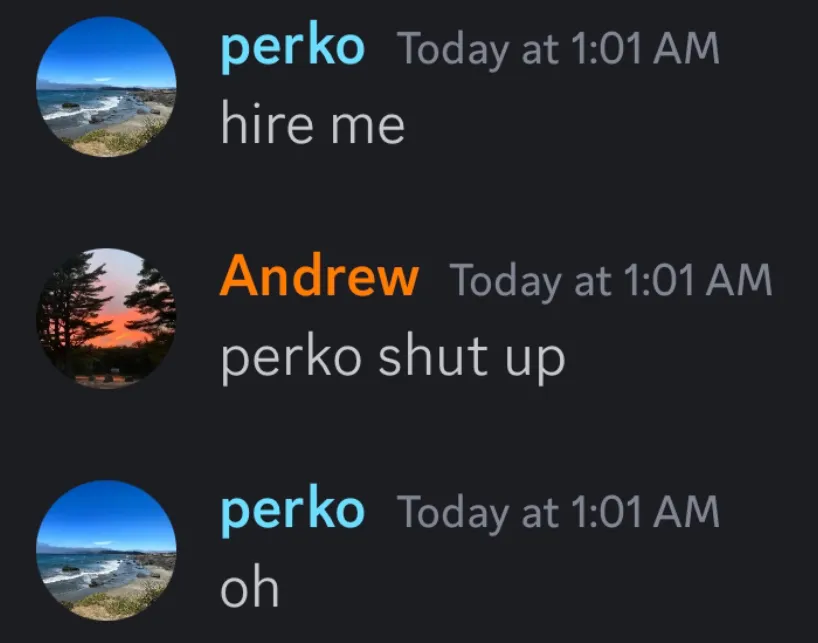 perko Today at 1:01 AM
hire me
Andrew Today at 1:01 AM
perko shut up
perko Today at 1:01 AM
oh